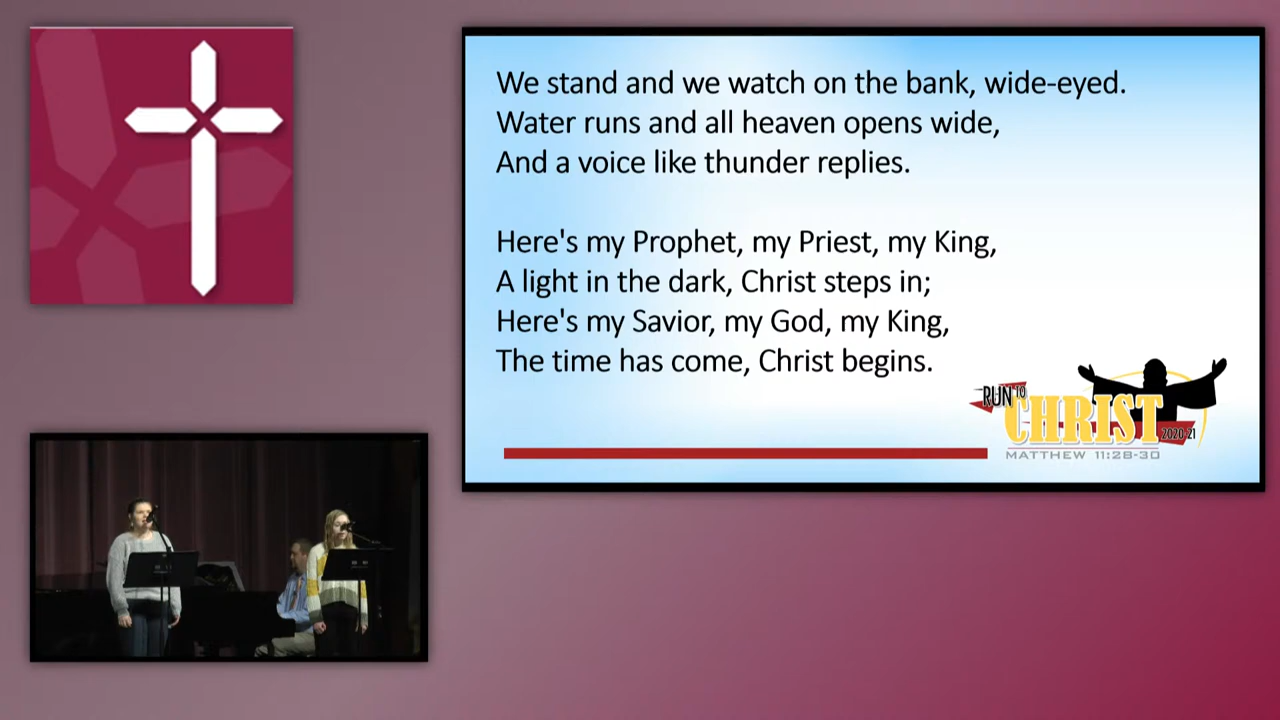 We stand and we watch on the bank, wide-eyed.
Water runs and all heaven opens wide,
And a voice like thunder replies.
Here's my Prophet, my Priest, my King,
A light in the dark, Christ steps in;
Here's my Savior, my God, my King,
The time has come, Christ begins.
RUN TO
CHRIST
2020-21
MATTHEW 11:28-30